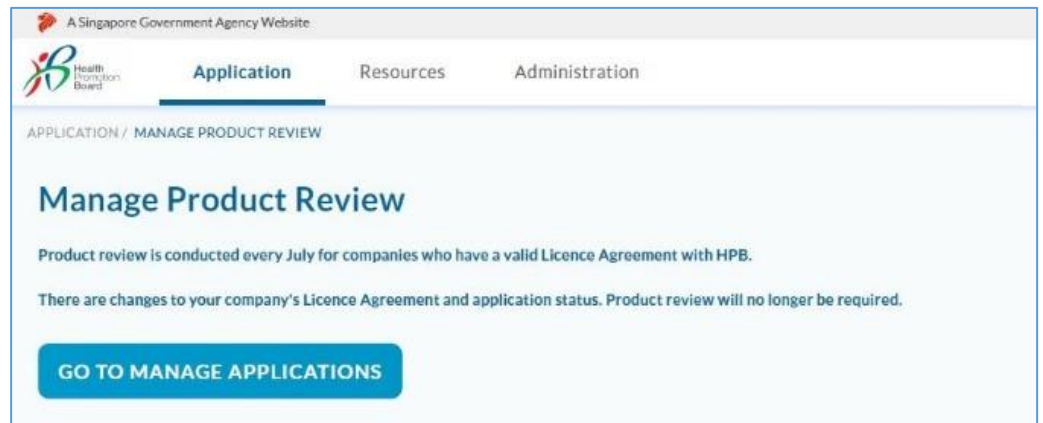 A Singapore Government Agency Website
Health
Promotion
Board
Application Resources Administration
APPLICATION / MANAGE PRODUCT REVIEW
Manage Product Review
Product review is conducted every July for companies who have a valid Licence Agreement with HPB.
There are changes to your company's Licence Agreement and application status. Product review will no longer be required.
GO TO MANAGE APPLICATIONS